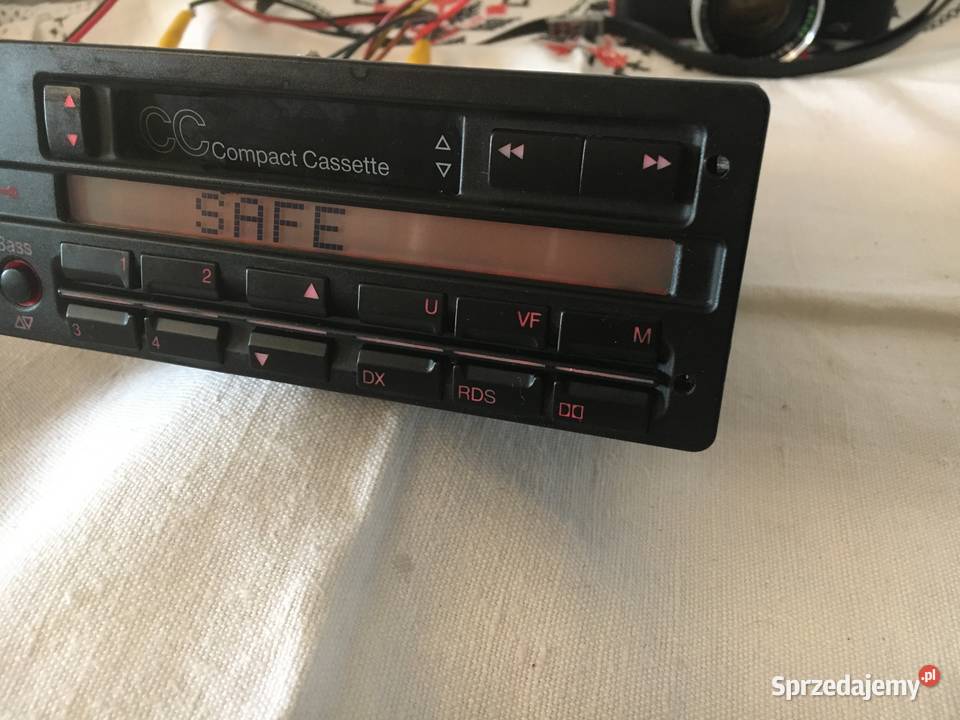 CC Compact Cassette
SAFE
Bass
1 2 U VF M
3 4 DX RDS
Sprzedajemy.pl